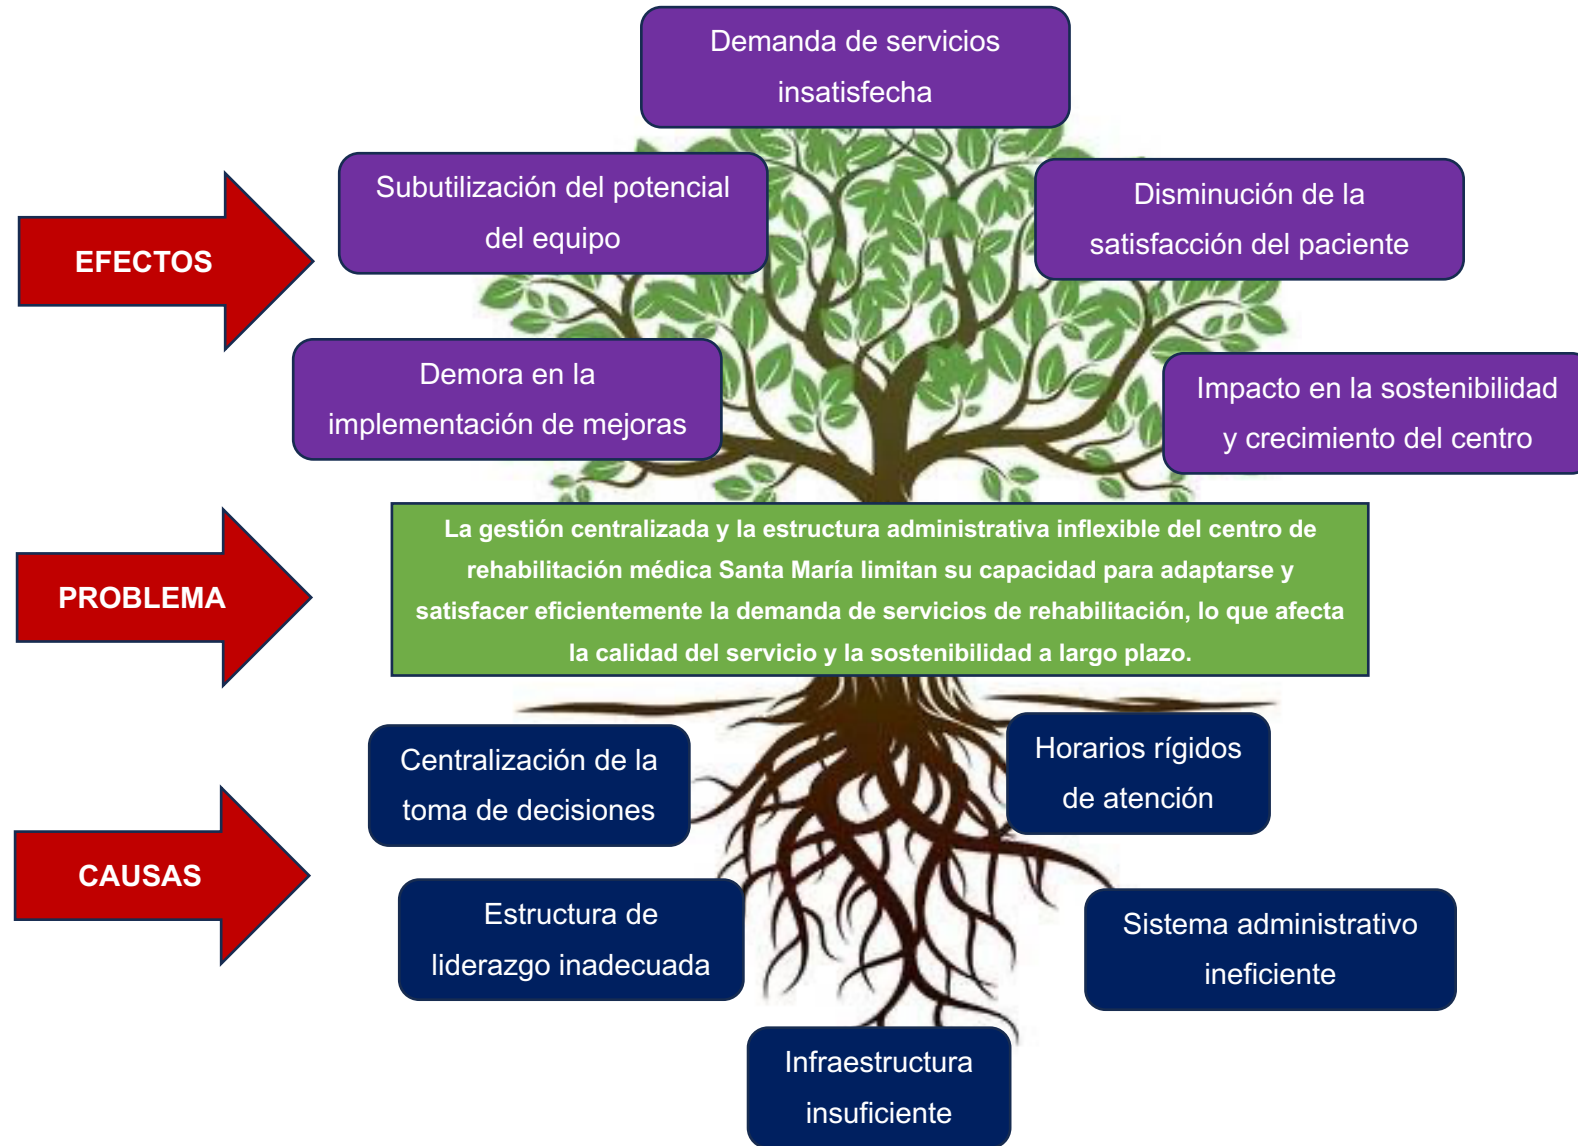 Demanda de servicios
insatisfecha
Subutilización del potencial
del equipo
Disminución de la
satisfacción del paciente
EFECTOS
Demora en la
implementación de mejoras
Impacto en la sostenibilidad
y crecimiento del centro
PROBLEMA
La gestión centralizada y la estructura administrativa inflexible del centro de
rehabilitación médica Santa María limitan su capacidad para adaptarse y
satisfacer eficientemente la demanda de servicios de rehabilitación, lo que afecta
la calidad del servicio y la sostenibilidad a largo plazo.
Centralización de la
toma de decisiones
Horarios rígidos
de atención
CAUSAS
Estructura de
liderazgo inadecuada
Sistema administrativo
ineficiente
Infraestructura
insuficiente